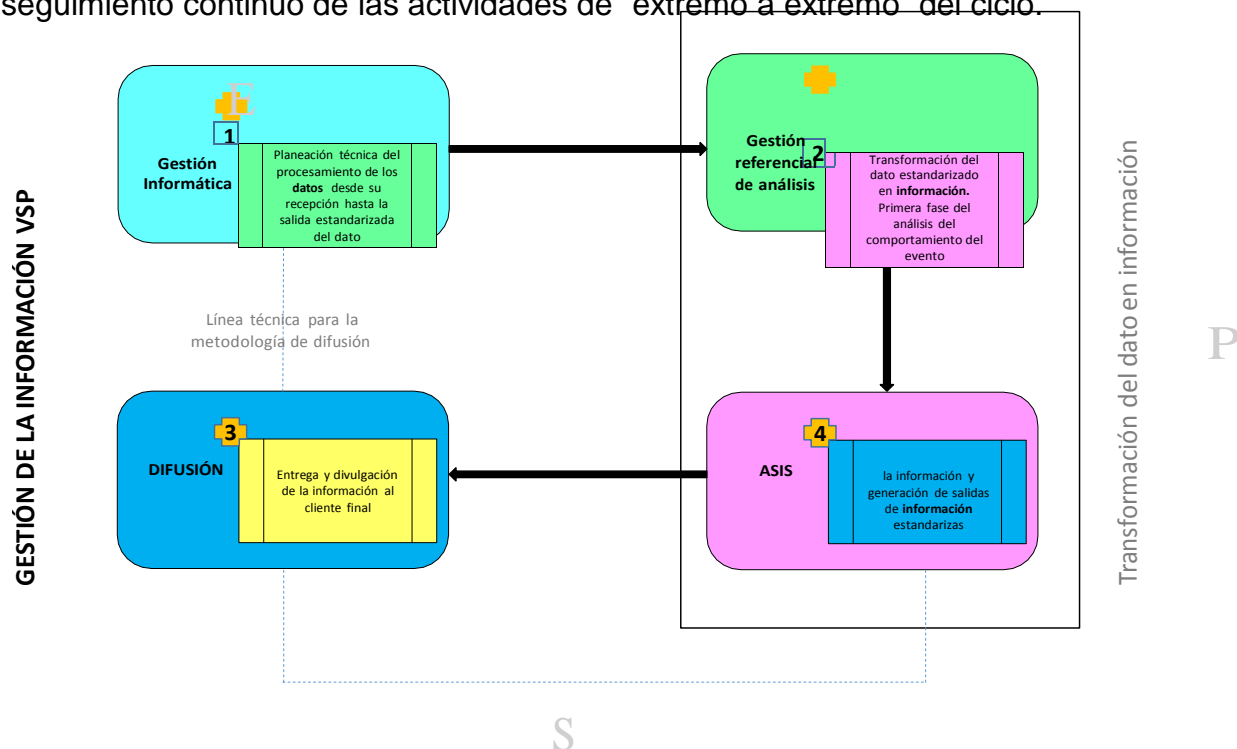 seguimiento continuo de las actividades de "extremo a extremo" del ciclo.
E
1
Gestión
Informática
Planeación técnica del
procesamiento de los
datos desde su
recepción hasta la
salida estandarizada
del dato
2
Gestión
referencial
de análisis
Transformación del
dato estandarizado
en información.
Primera fase del
análisis del
comportamiento del
evento
GESTIÓN DE LA INFORMACIÓN VSP
Línea técnica para la
metodología de difusión
Transformación del dato en información
P
3
DIFUSIÓN
Entrega y divulgación
de la información al
cliente final
4
ASIS
la información y
generación de salidas
de información
estandarizas
S